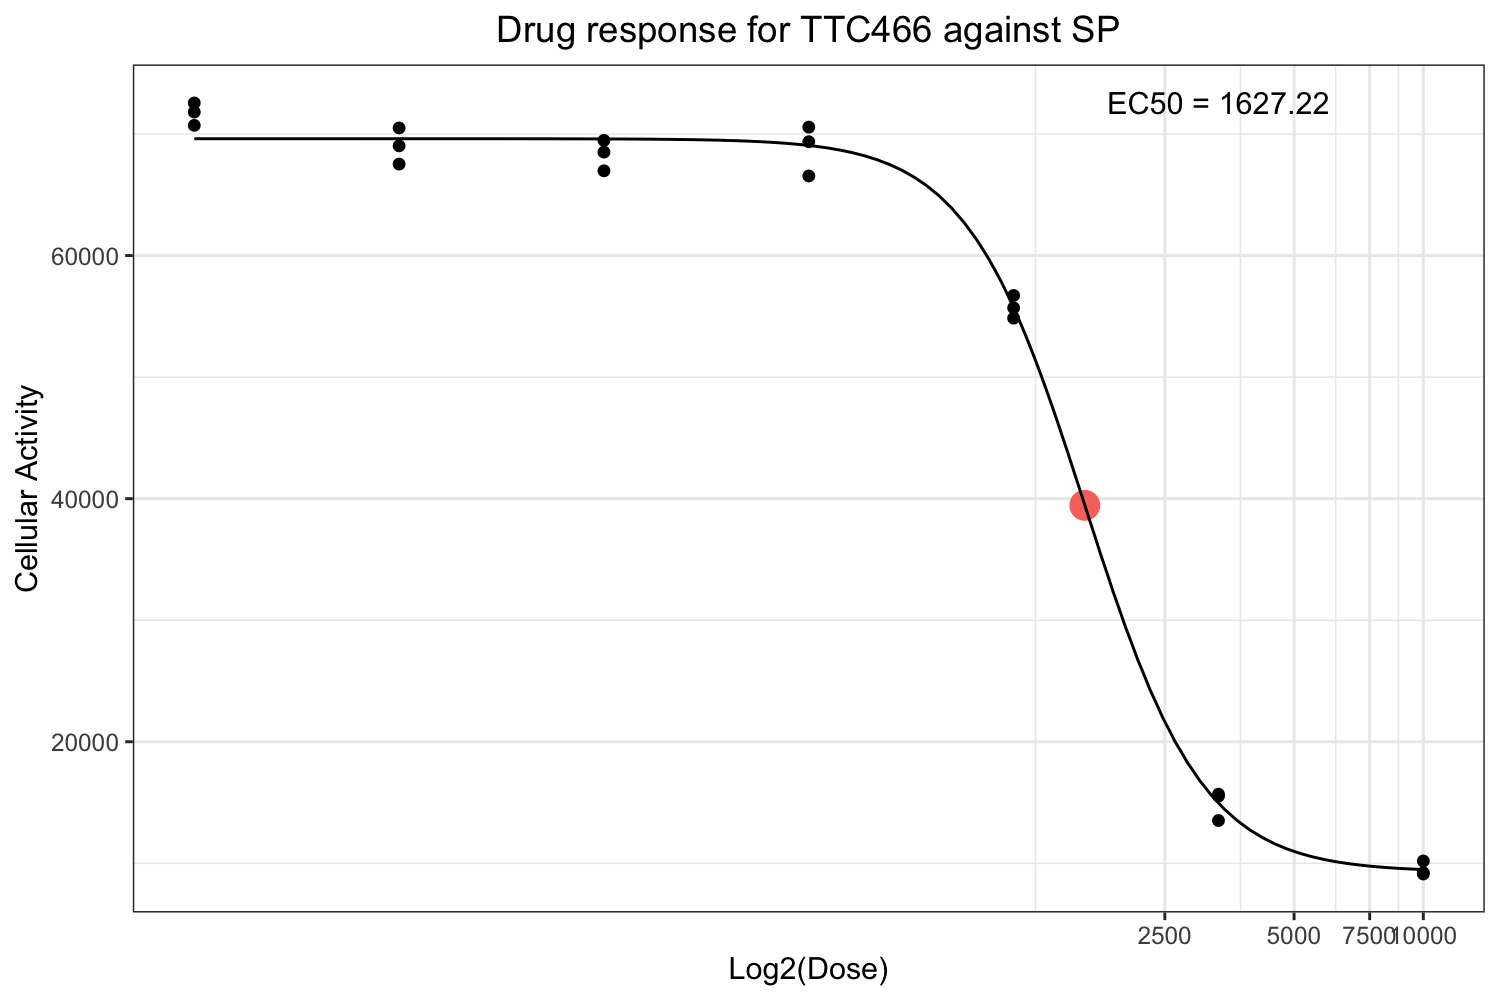 Drug response for TTC466 against SP
EC50 = 1627.22
60000
40000
20000
Cellular Activity
2500 5000 7500 10000
Log2(Dose)